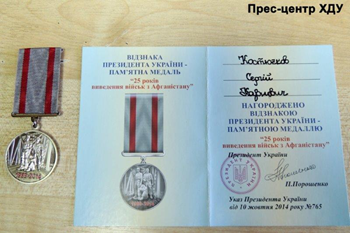 Прес-центр ХДУ
ВІДЗНАКА
ПРЕЗИДЕНТА УКРАЇНИ -
ПАМ'ЯТНА МЕДАЛЬ
"25 років
виведення військ з Афганістану"
Сергій
Павлович
НАГОРОДЖЕНО
ВІДЗНАКОЮ
ПРЕЗИДЕНТА УКРАЇНИ -
ПАМ'ЯТНОЮ МЕДАЛЛЮ
"25 років
виведення військ з Афганістану"
Президент України
П.Порошенко
Указ Президента України
від 10 жовтня 2014 року №765